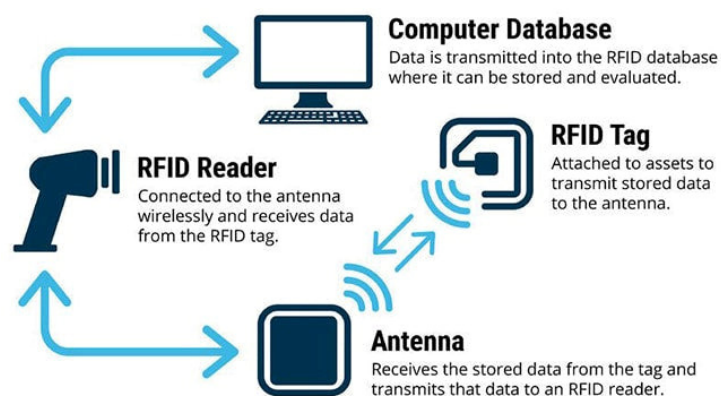 Computer Database
Data is transmitted into the RFID database
where it can be stored and evaluated.
RFID Tag
Attached to assets to
transmit stored data
to the antenna.
RFID Reader
Connected to the antenna
wirelessly and receives data
from the RFID tag.
Antenna
Receives the stored data from the tag and
transmits that data to an RFID reader.